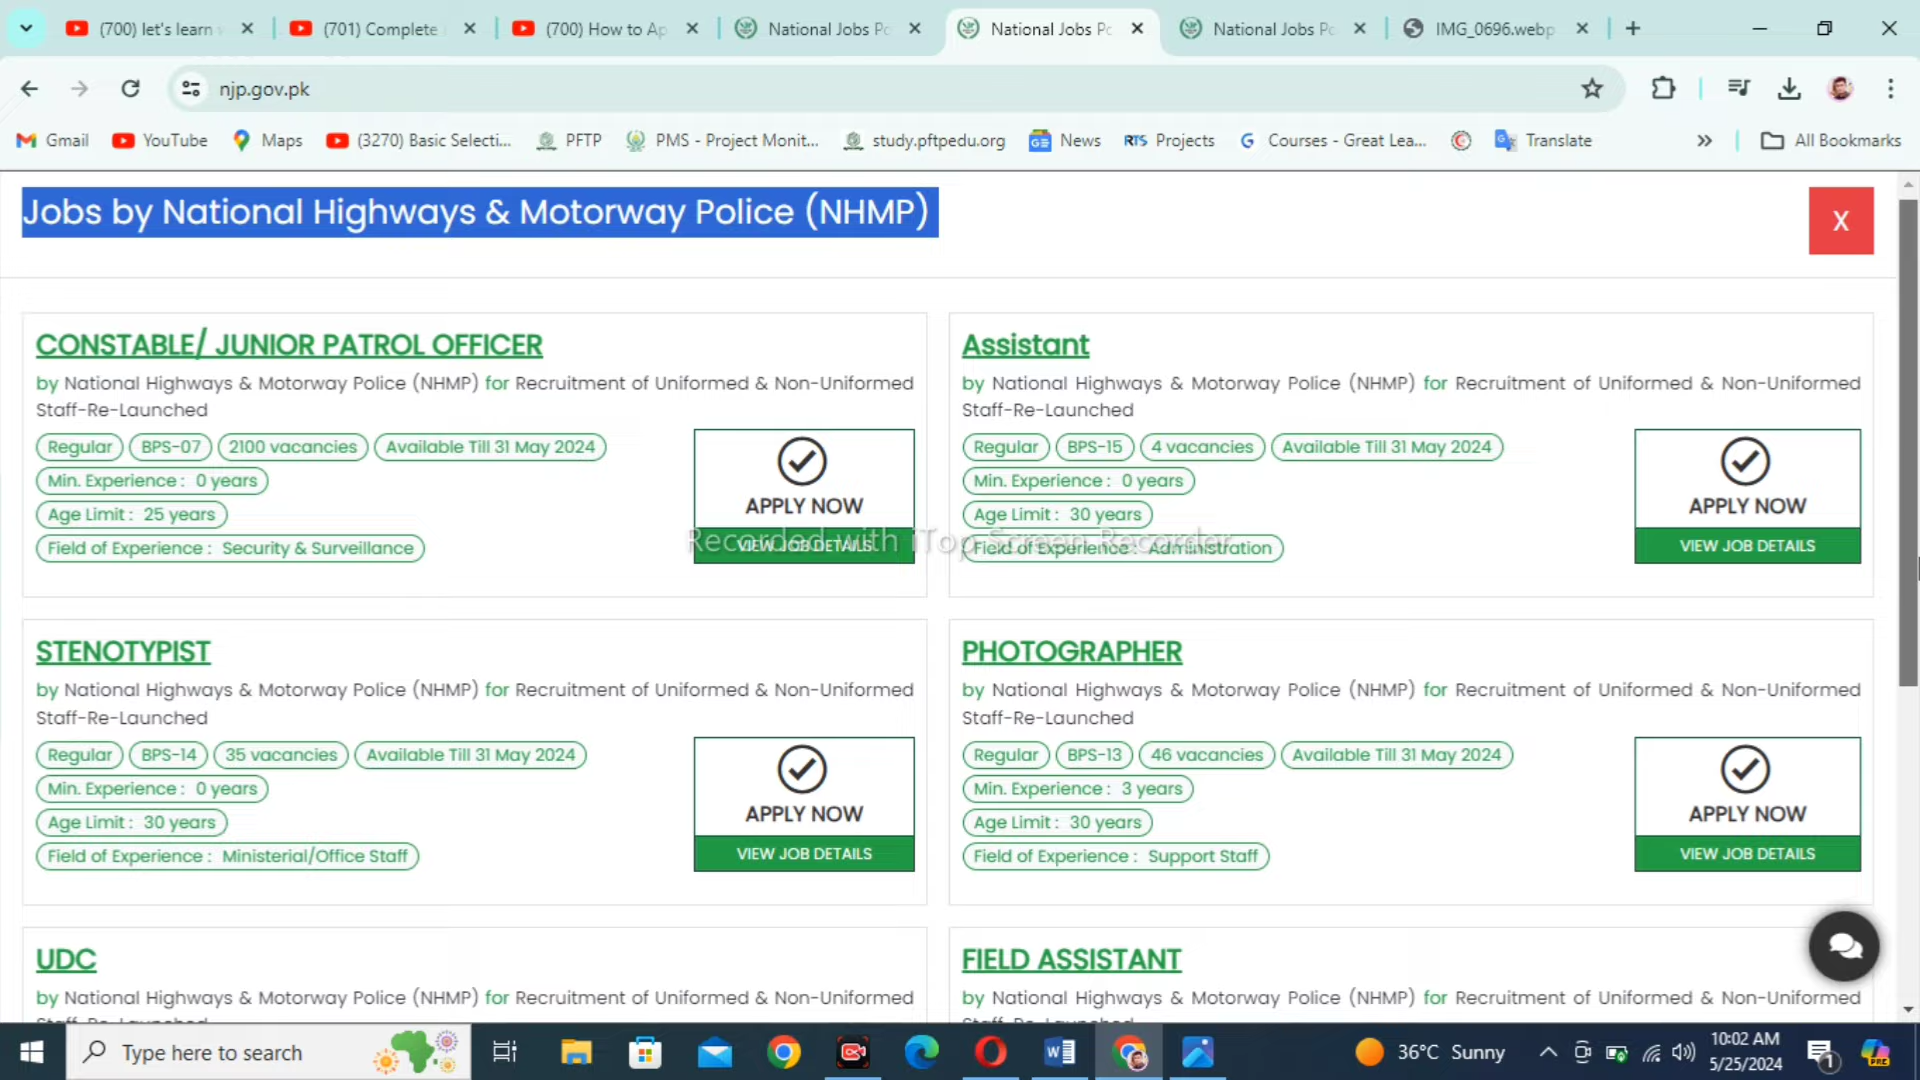 (700) let's learn
(701) Complete
(700) How to Ap
National Jobs Po
National Jobs Pc
National Jobs Po
IMG_0696.webp
njp.gov.pk
Gmail
YouTube
Maps
(3270) Basic Selecti...
PFTP
PMS - Project Monit...
study.pftpedu.org
News
RTS Projects
Courses - Great Lea...
Translate
All Bookmarks
Jobs by National Highways & Motorway Police (NHMP)
X
CONSTABLE/ JUNIOR PATROL OFFICER
by National Highways & Motorway Police (NHMP) for Recruitment of Uniformed & Non-Uniformed
Staff-Re-Launched
Regular BPS-07 2100 vacancies Available Till 31 May 2024
Min. Experience : 0 years
Age Limit : 25 years
Field of Experience : Security & Surveillance
APPLY NOW
VIEW JOB DETAILS
Assistant
by National Highways & Motorway Police (NHMP) for Recruitment of Uniformed & Non-Uniformed
Staff-Re-Launched
Regular BPS-15 4 vacancies Available Till 31 May 2024
Min. Experience : 0 years
Age Limit : 30 years
Field of Experience : Administration
APPLY NOW
VIEW JOB DETAILS
Recorded with iTop Screen Recorder
STENOTYPIST
by National Highways & Motorway Police (NHMP) for Recruitment of Uniformed & Non-Uniformed
Staff-Re-Launched
Regular BPS-14 35 vacancies Available Till 31 May 2024
Min. Experience : 0 years
Age Limit : 30 years
Field of Experience : Ministerial/Office Staff
APPLY NOW
VIEW JOB DETAILS
PHOTOGRAPHER
by National Highways & Motorway Police (NHMP) for Recruitment of Uniformed & Non-Uniformed
Staff-Re-Launched
Regular BPS-13 46 vacancies Available Till 31 May 2024
Min. Experience : 3 years
Age Limit : 30 years
Field of Experience : Support Staff
APPLY NOW
VIEW JOB DETAILS
UDC
by National Highways & Motorway Police (NHMP) for Recruitment of Uniformed & Non-Uniformed
Staff-Re-Launched
FIELD ASSISTANT
by National Highways & Motorway Police (NHMP) for Recruitment of Uniformed & Non-Uniformed
Staff-Re-Launched
Type here to search
36°C Sunny
10:02 AM
5/25/2024
1
PRE